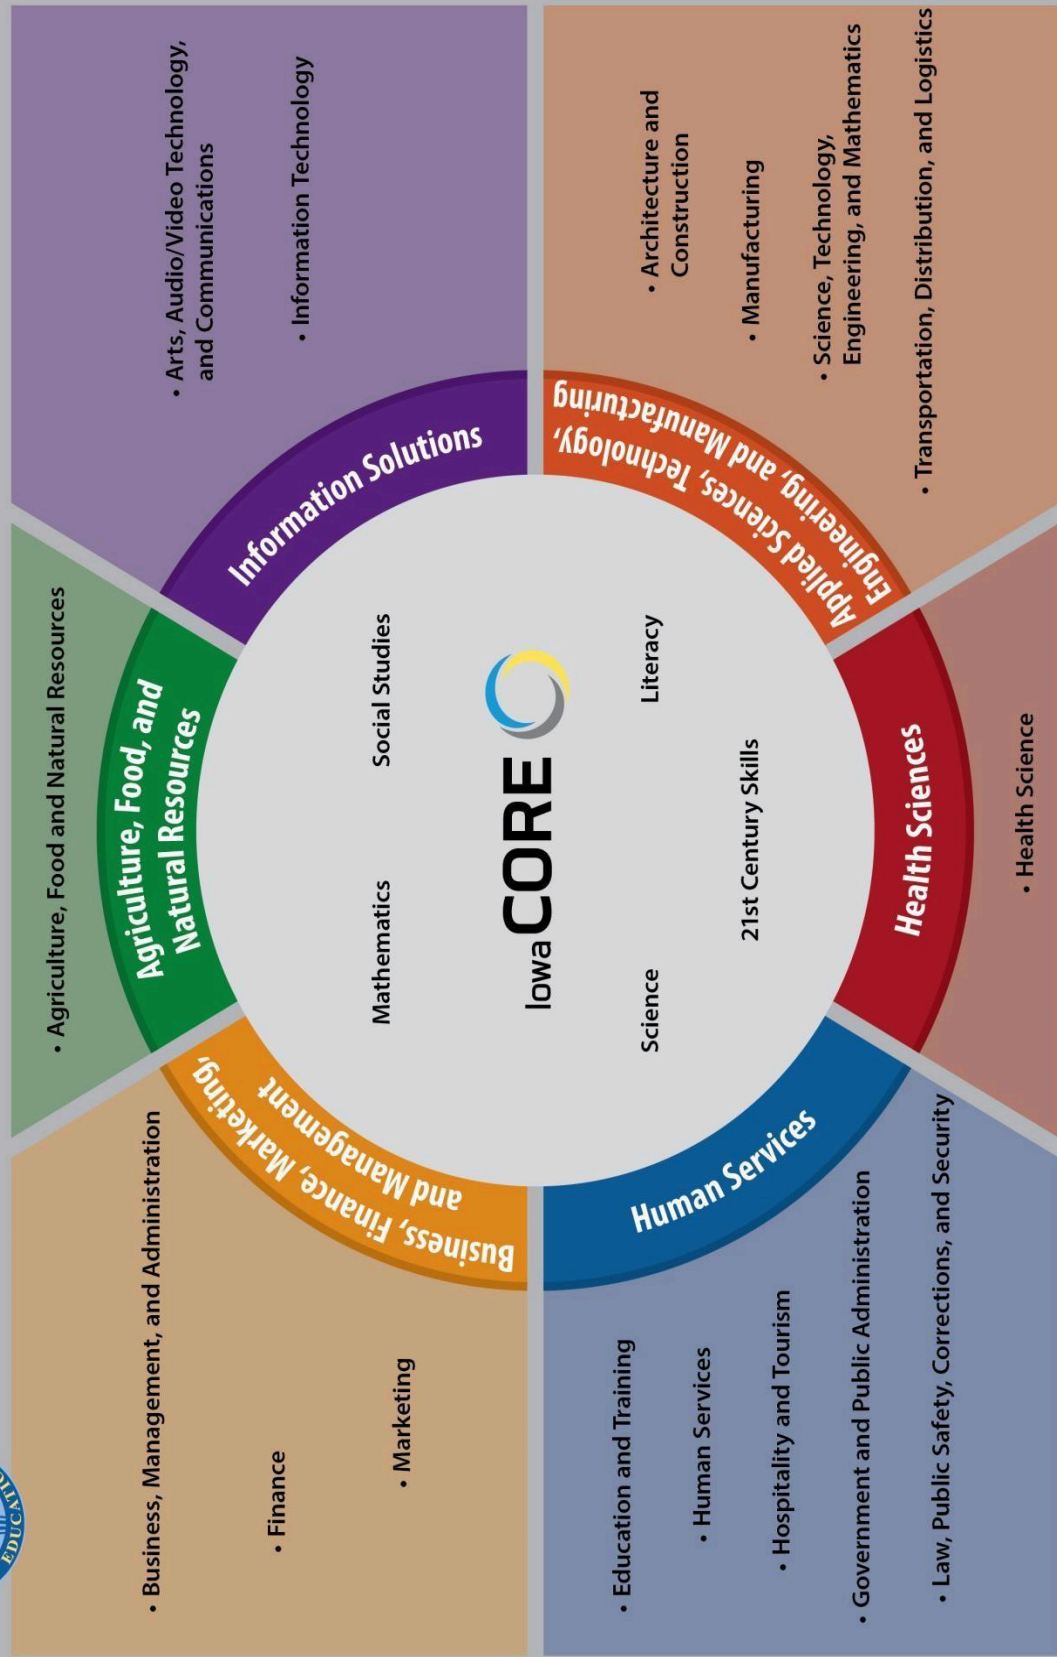 EDUCATIO
• Business, Management, and Administration
• Finance
• Marketing
Business, Finance, Marketing,
and Management
• Agriculture, Food and Natural Resources
Agriculture, Food, and
Natural Resources
• Arts, Audio/Video Technology,
and Communications
• Information Technology
Information Solutions
Mathematics
Social Studies
Iowa CORE
Science
Literacy
21st Century Skills
Human Services
• Education and Training
• Human Services
• Hospitality and Tourism
• Government and Public Administration
• Law, Public Safety, Corrections, and Security
Health Sciences
• Health Science
Applied Sciences, Technology,
Engineering, and Manufacturing
• Architecture and
Construction
• Manufacturing
• Science, Technology,
Engineering, and Mathematics
• Transportation, Distribution, and Logistics